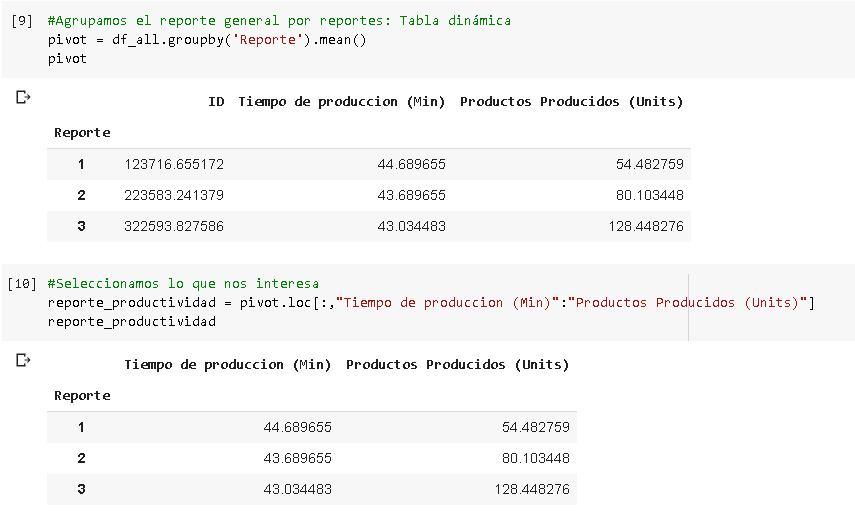 [9] #Agrupamos el reporte general por reportes: Tabla dinámica
pivot = df_all.groupby('Reporte').mean()
pivot
ID Tiempo de produccion (Min) Productos Producidos (Units)
Reporte
1 123716.655172 44.689655 54.482759
2 223583.241379 43.689655 80.103448
3 322593.827586 43.034483 128.448276
[10] #Seleccionamos lo que nos interesa
reporte_productividad = pivot.loc[:,"Tiempo de produccion (Min)":"Productos Producidos (Units)"]
reporte_productividad
Tiempo de produccion (Min) Productos Producidos (Units)
Reporte
1 44.689655 54.482759
2 43.689655 80.103448
3 43.034483 128.448276